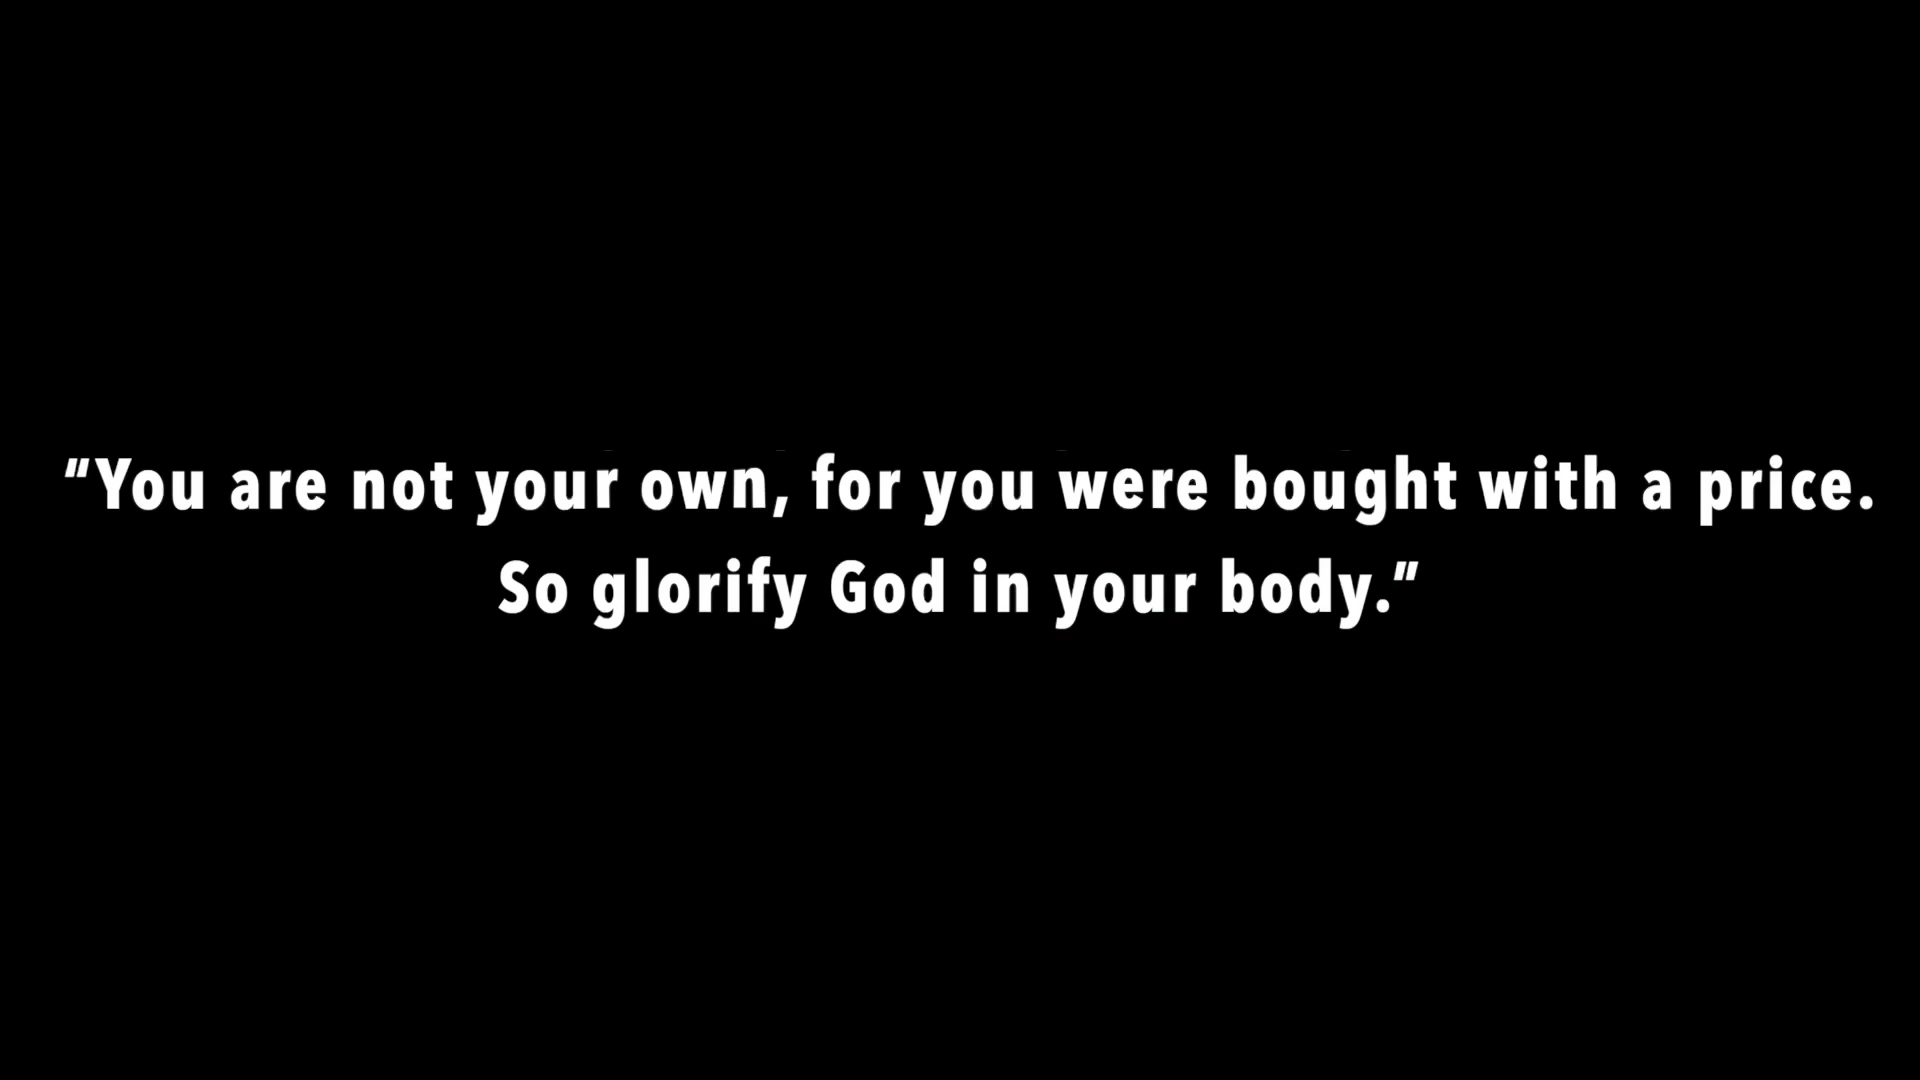 “You are not your own, for you were bought with a price.
So glorify God in your body.”